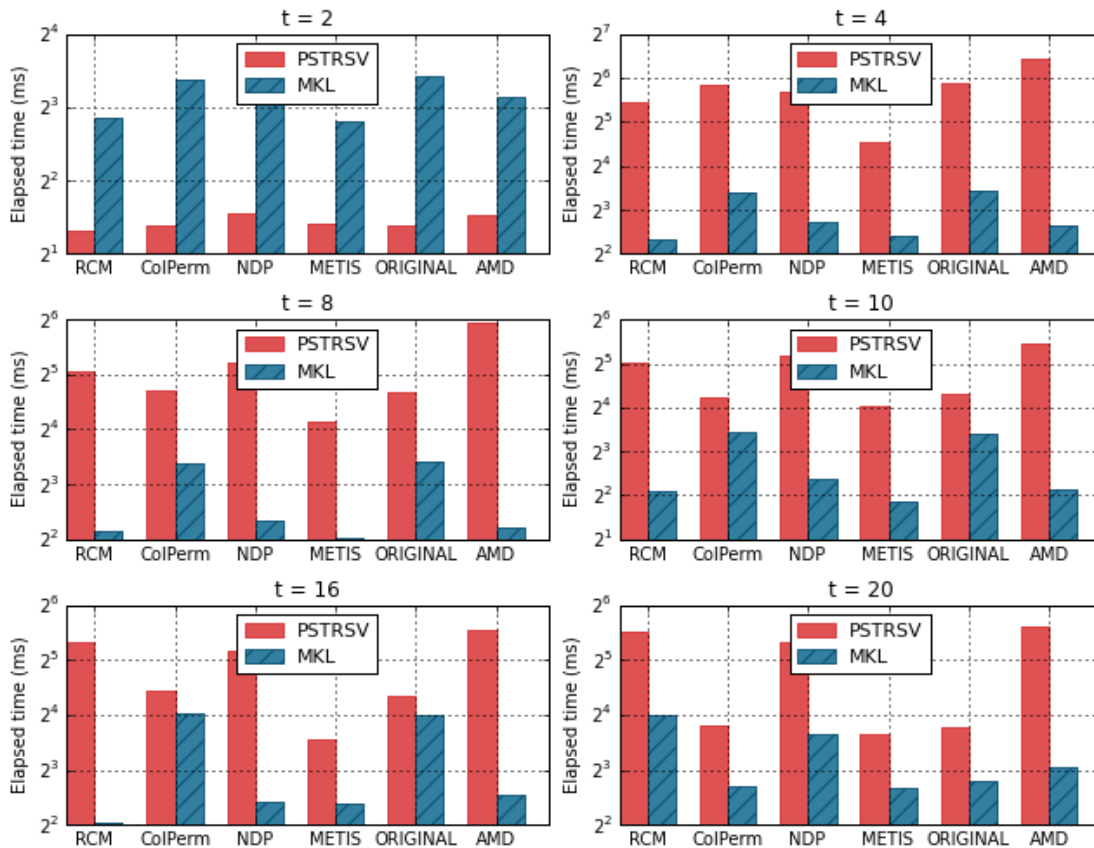 t = 2
2^4
2^3
2^2
2^1
Elapsed time (ms)
PSTRSV
MKL
RCM ColPerm NDP METIS ORIGINAL AMD
t = 4
2^7
2^6
2^5
2^4
2^3
2^2
Elapsed time (ms)
PSTRSV
MKL
RCM ColPerm NDP METIS ORIGINAL AMD
t = 8
2^6
2^5
2^4
2^3
2^2
Elapsed time (ms)
PSTRSV
MKL
RCM ColPerm NDP METIS ORIGINAL AMD
t = 10
2^6
2^5
2^4
2^3
2^2
2^1
Elapsed time (ms)
PSTRSV
MKL
RCM ColPerm NDP METIS ORIGINAL AMD
t = 16
2^6
2^5
2^4
2^3
2^2
Elapsed time (ms)
PSTRSV
MKL
RCM ColPerm NDP METIS ORIGINAL AMD
t = 20
2^6
2^5
2^4
2^3
2^2
Elapsed time (ms)
PSTRSV
MKL
RCM ColPerm NDP METIS ORIGINAL AMD